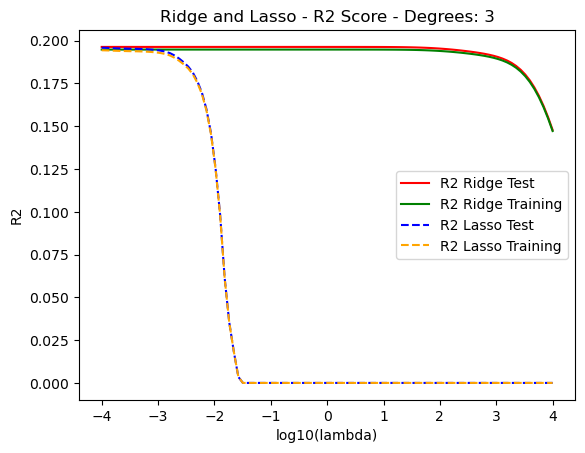 Ridge and Lasso - R2 Score - Degrees: 3
R2
0.200
0.175
0.150
0.125
0.100
0.075
0.050
0.025
0.000
R2 Ridge Test
R2 Ridge Training
R2 Lasso Test
R2 Lasso Training
−4 −3 −2 −1 0 1 2 3 4
log10(lambda)